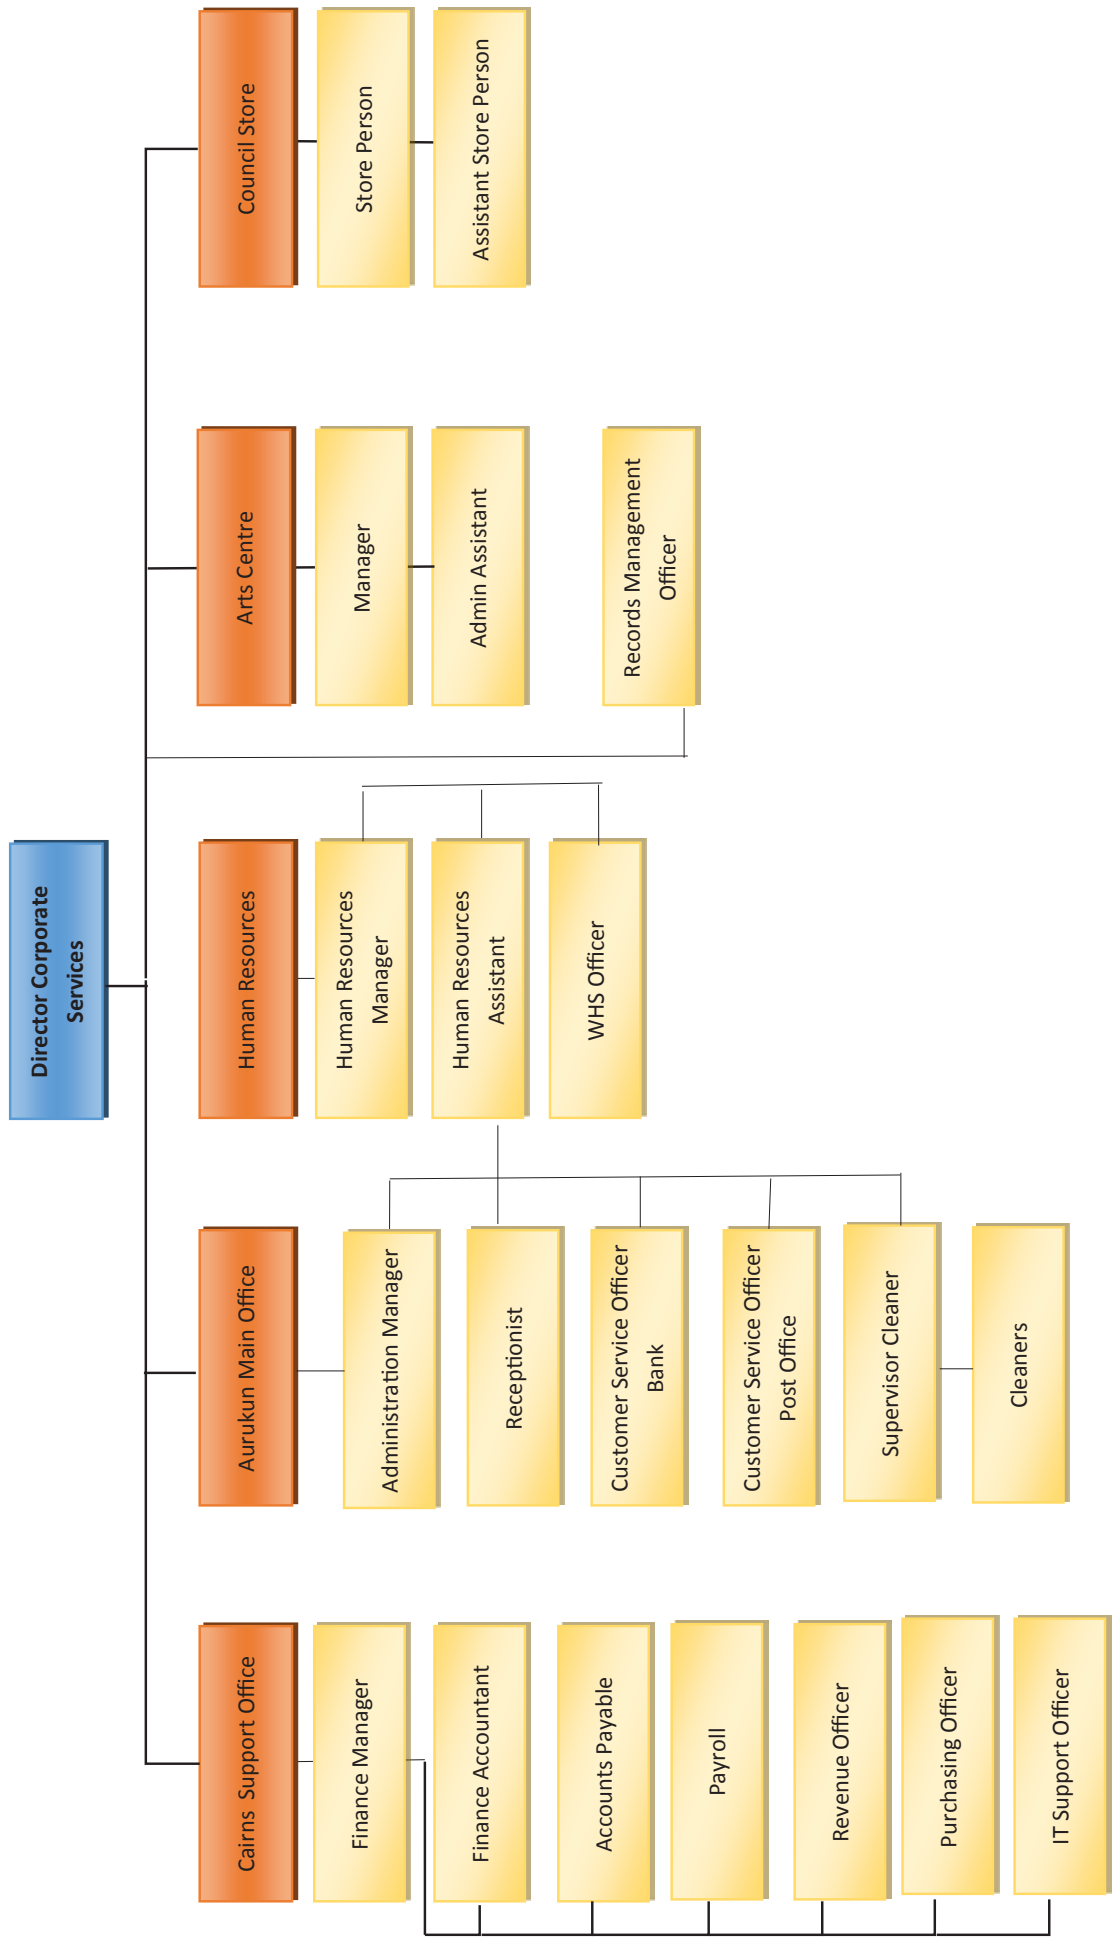 Director Corporate
Services
Cairns  Support Office
Finance Manager
Finance Accountant
Accounts Payable
Payroll
Revenue Officer
Purchasing Officer
IT Support Officer
Aurukun Main Office
Administration Manager
Receptionist
Customer Service Officer
Bank
Customer Service Officer
Post Office
Supervisor Cleaner
Cleaners
Human Resources
Human Resources
Manager
Human Resources
Assistant
WHS Officer
Arts Centre
Manager
Admin Assistant
Records Management
Officer
Council Store
Store Person
Assistant Store Person